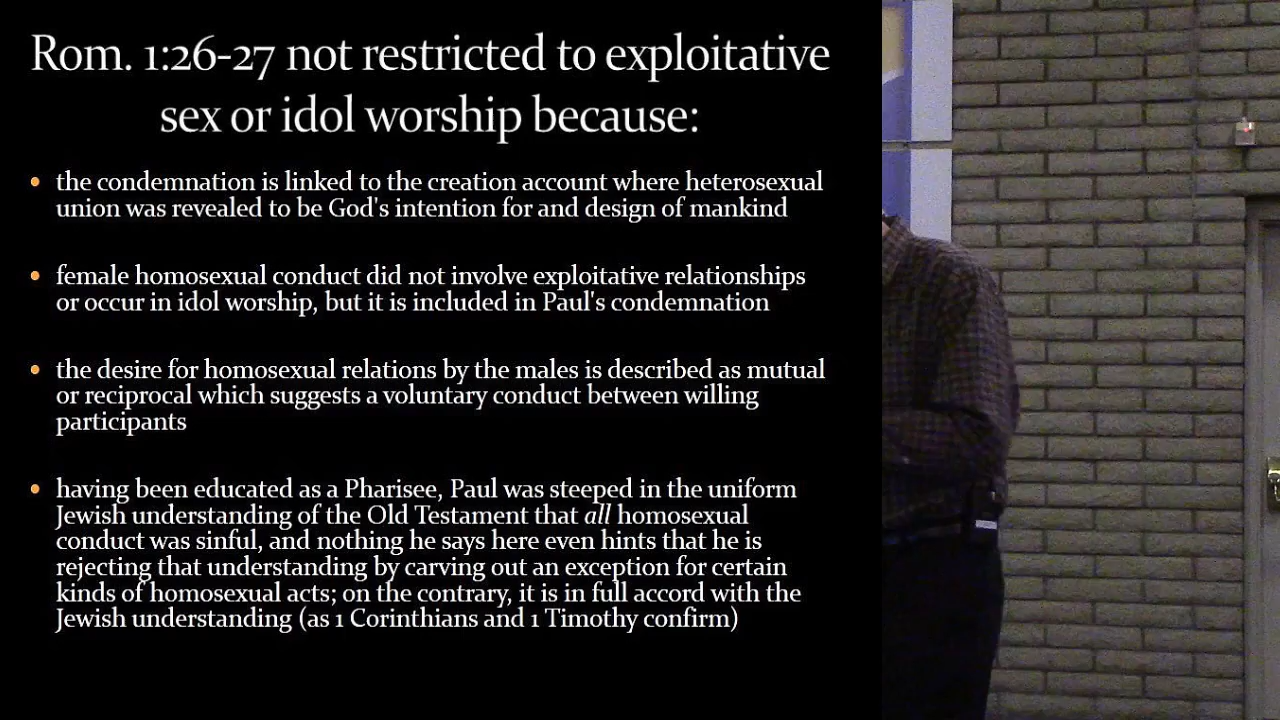 Rom. 1:26-27 not restricted to exploitative
sex or idol worship because:
• the condemnation is linked to the creation account where heterosexual
union was revealed to be God's intention for and design of mankind
• female homosexual conduct did not involve exploitative relationships
or occur in idol worship, but it is included in Paul's condemnation
• the desire for homosexual relations by the males is described as mutual
or reciprocal which suggests a voluntary conduct between willing
participants
• having been educated as a Pharisee, Paul was steeped in the uniform
Jewish understanding of the Old Testament that all homosexual
conduct was sinful, and nothing he says here even hints that he is
rejecting that understanding by carving out an exception for certain
kinds of homosexual acts; on the contrary, it is in full accord with the
Jewish understanding (as 1 Corinthians and 1 Timothy confirm)